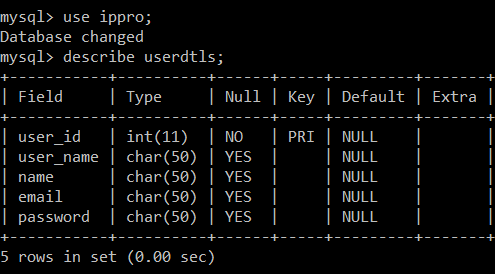 mysql> use ippro;
Database changed
mysql> describe userdtls;
+-----------+----------+------+-----+---------+-------+
| Field     | Type     | Null | Key | Default | Extra |
+-----------+----------+------+-----+---------+-------+
| user_id   | int(11)  | NO   | PRI | NULL    |       |
| user_name | char(50) | YES  |     | NULL    |       |
| name      | char(50) | YES  |     | NULL    |       |
| email     | char(50) | YES  |     | NULL    |       |
| password  | char(50) | YES  |     | NULL    |       |
+-----------+----------+------+-----+---------+-------+
5 rows in set (0.00 sec)